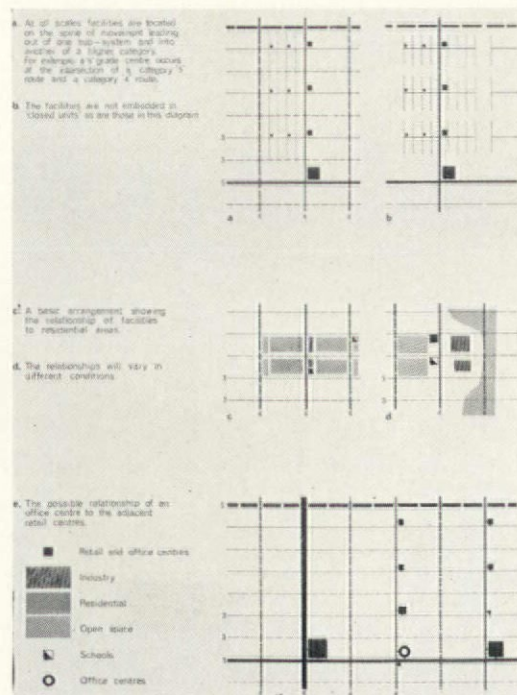 a. At all scales facilities are located
on the spine of movement leading
out of one two-system and into
another of a higher category.
For example a grade centre occurs
at the intersection of a category
route and a category 4 route.
b. The facilities are not embedded in
'closed units' as are those in this diagram
a
b
c. A basic arrangement showing
the relationship of facilities
to residential areas.
d. The relationships will vary in
different conditions.
c
d
e. The possible relationship of an
office centre to the adjacent
retail centres.
Retail and office centres
Industry
Residential
Open space
Schools
Office centres